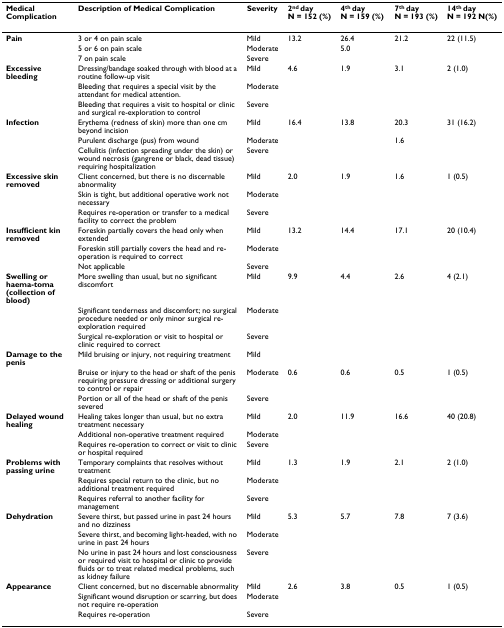 Medical Complication Description of Medical Complication Severity 2nd day N = 152 (%) 4th day N = 159 (%) 7th day N = 193 (%) 14th day N = 192 N(%)
Pain 3 or 4 on pain scale Mild 13.2 26.4 21.2 22 (11.5)
5 or 6 on pain scale Moderate 5.0
7 on pain scale Severe
Excessive bleeding Dressing/bandage soaked through with blood at a routine follow-up visit Mild 4.6 1.9 3.1 2 (1.0)
Bleeding that requires a special visit by the attendant for medical attention. Moderate
Bleeding that requires a visit to hospital or clinic and surgical re-exploration to control Severe
Infection Erythema (redness of skin) more than one cm beyond incision Mild 16.4 13.8 20.3 31 (16.2)
Purulent discharge (pus) from wound Moderate 1.6
Cellulitis (infection spreading under the skin) or wound necrosis (gangrene or black, dead tissue) requiring hospitalization Severe
Excessive skin removed Client concerned, but there is no discernable abnormality Mild 2.0 1.9 1.6 1 (0.5)
Skin is tight, but additional operative work not necessary Moderate
Requires re-operation or transfer to a medical facility to correct the problem Severe
Insufficient kin removed Foreskin partially covers the head only when extended Mild 13.2 14.4 17.1 20 (10.4)
Foreskin still partially covers the head and re-operation is required to correct Moderate
Not applicable Severe
Swelling or haema-toma (collection of blood) More swelling than usual, but no significant discomfort Mild 9.9 4.4 2.6 4 (2.1)
Significant tenderness and discomfort; no surgical procedure needed or only minor surgical re-exploration required Moderate
Surgical re-exploration or visit to hospital or clinic required to correct Severe
Damage to the penis Mild bruising or injury, not requiring treatment Mild
Bruise or injury to the head or shaft of the penis requiring pressure dressing or additional surgery to control or repair Moderate 0.6 0.6 0.5 1 (0.5)
Portion or all of the head or shaft of the penis severed Severe
Delayed wound healing Healing takes longer than usual, but no extra treatment necessary Mild 2.0 11.9 16.6 40 (20.8)
Additional non-operative treatment required Moderate
Requires re-operation to correct or visit to clinic or hospital required Severe
Problems with passing urine Temporary complaints that resolves without treatment Mild 1.3 1.9 2.1 2 (1.0)
Requires special return to the clinic, but no additional treatment required Moderate
Requires referral to another facility for management Severe
Dehydration Severe thirst, but passed urine in past 24 hours and no dizziness Mild 5.3 5.7 7.8 7 (3.6)
Severe thirst, and becoming light-headed, with no urine in past 24 hours Moderate
No urine in past 24 hours and lost consciousness or required visit to hospital or clinic to provide fluids or to treat related medical problems, such as kidney failure Severe
Appearance Client concerned, but no discernable abnormality Mild 2.6 3.8 0.5 1 (0.5)
Significant wound disruption or scarring, but does not require re-operation Moderate
Requires re-operation Severe